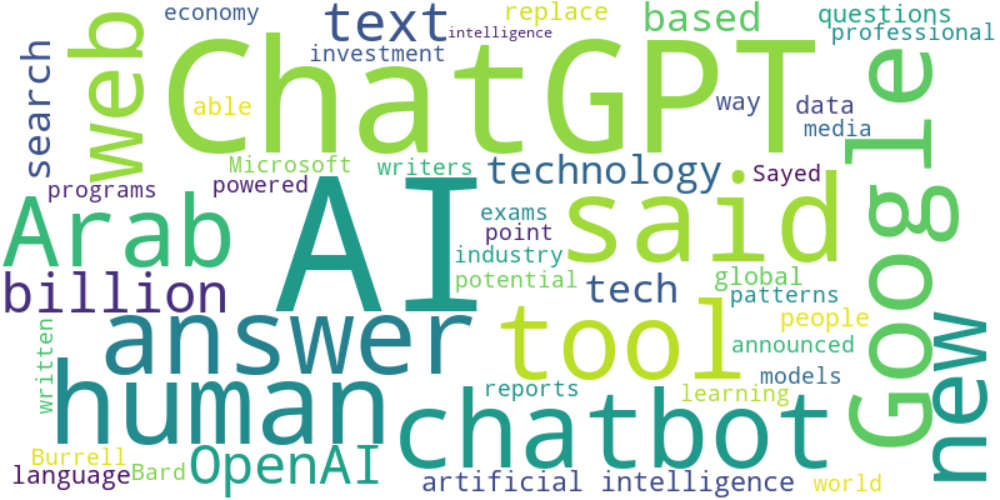 economy
text
intelligence
replace
based
questions
professional
investment
search
web
ChatGPT
able
way
data
media
Google
Microsoft
writers
technology
Sayed
programs
powered
Arab
AI
said
exams
point
industry
potential
global
billion
tech
patterns
people
answer
tool
announced
new
written
human
chatbot
reports
models
learning
Burrell
language
Bard
OpenAI
artificial intelligence
world